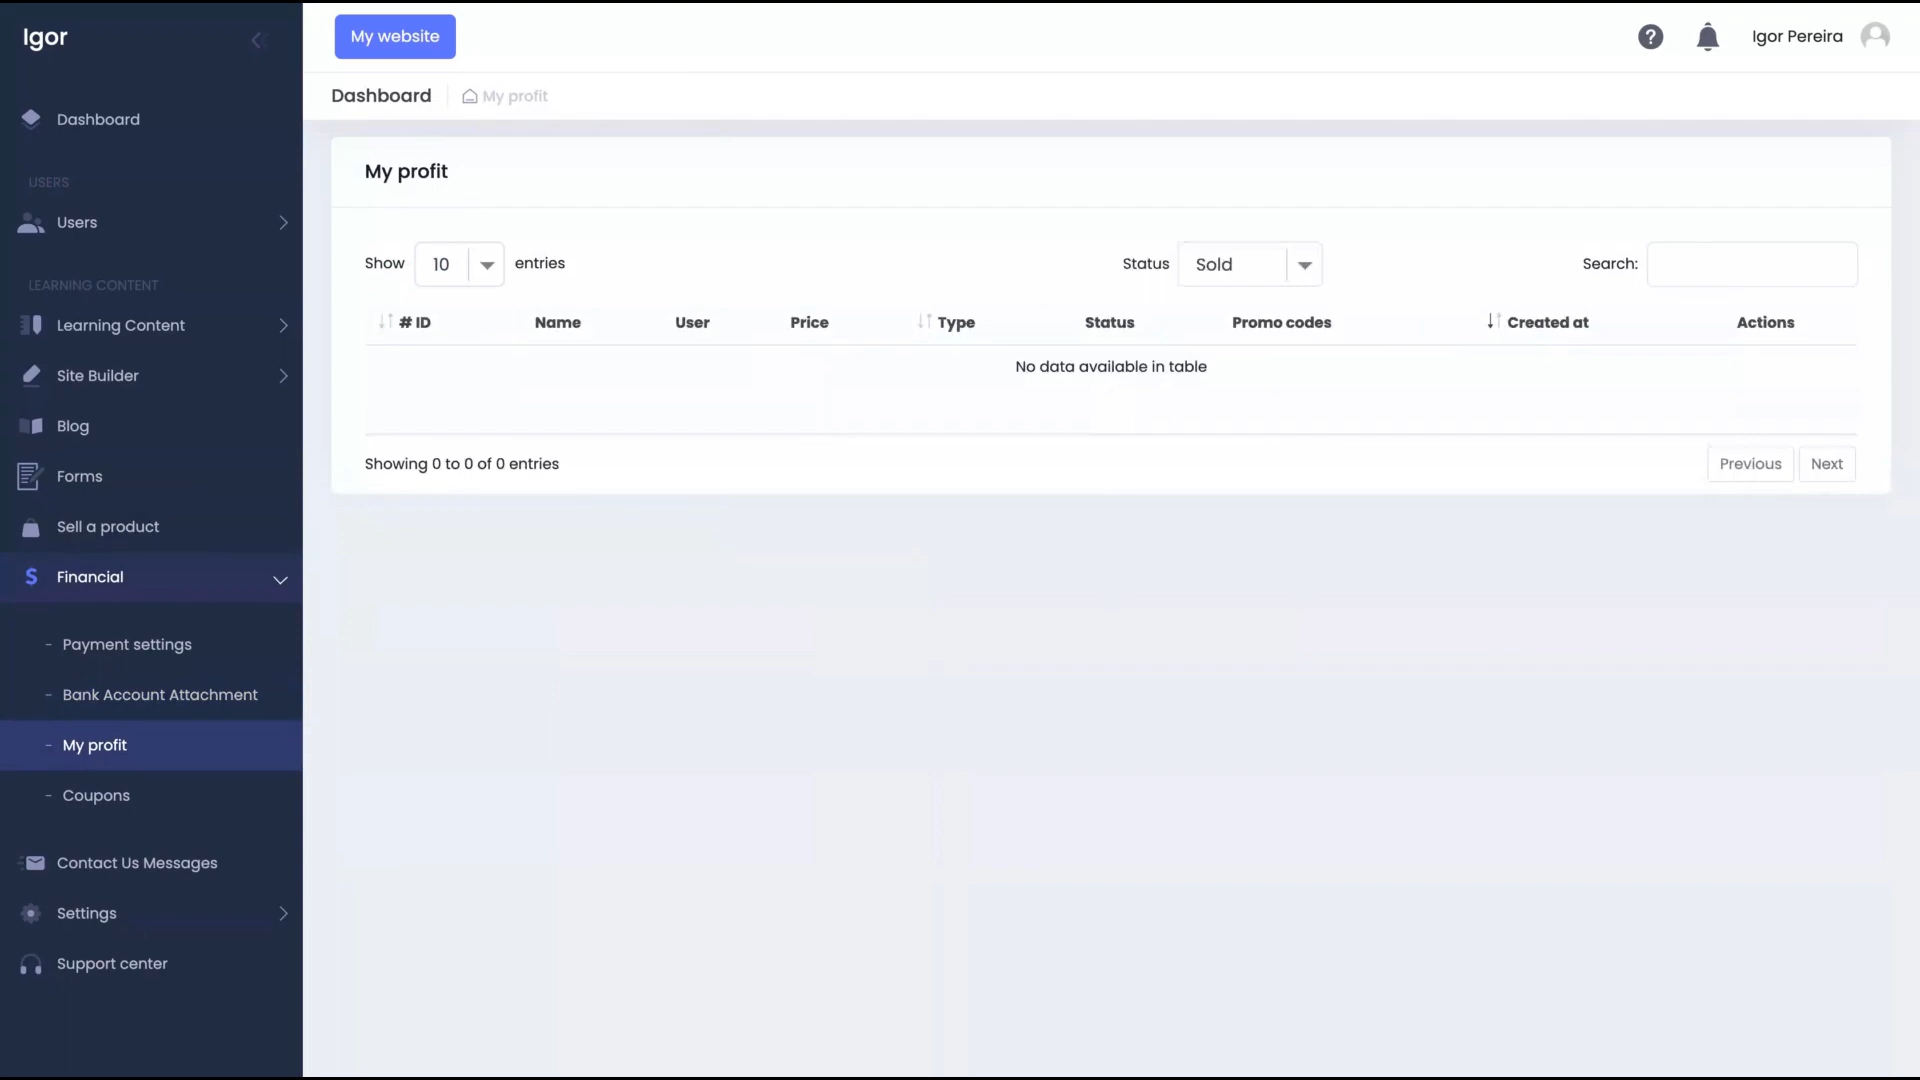 Igor
My website
Igor Pereira
Dashboard
My profit
Dashboard
USERS
Users
LEARNING CONTENT
Learning Content
Site Builder
Blog
Forms
Sell a product
Financial
- Payment settings
- Bank Account Attachment
- My profit
- Coupons
Contact Us Messages
Settings
Support center
My profit
Show 10 entries
Status Sold
Search:
# ID Name User Price Type Status Promo codes Created at Actions
No data available in table
Showing 0 to 0 of 0 entries
Previous Next